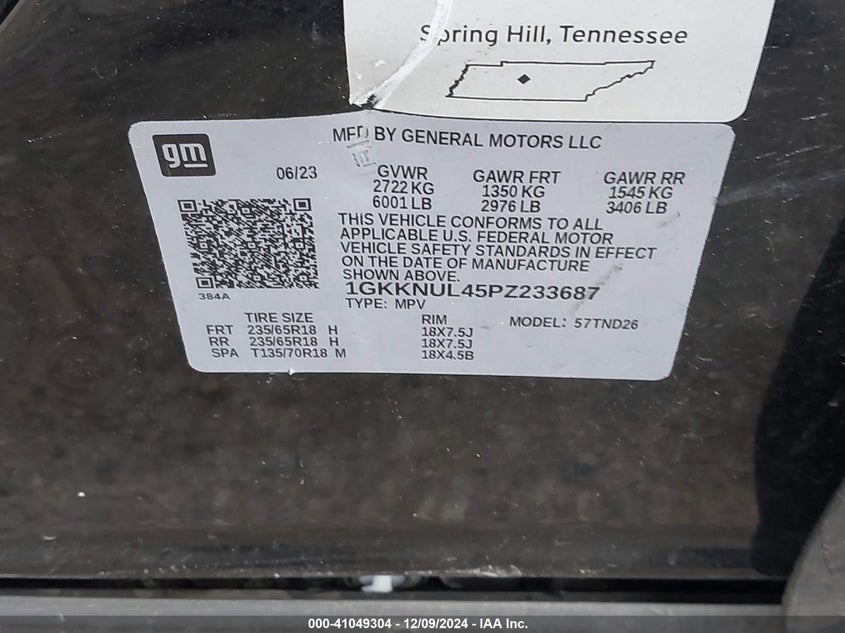 Spring Hill, Tennessee
gm
MFD BY GENERAL MOTORS LLC
06/23
GVWR GAWR FRT GAWR RR
2722 KG 1350 KG 1545 KG
6001 LB 2976 LB 3406 LB
THIS VEHICLE CONFORMS TO ALL
APPLICABLE U.S. FEDERAL MOTOR
VEHICLE SAFETY STANDARDS IN EFFECT
ON THE DATE OF MANUFACTURE
SHOWN ABOVE.
384A
1GKKNUL45PZ233687
TYPE: MPV
TIRE SIZE RIM MODEL: 57TND26
FRT 235/65R18 H 18X7.5J
RR 235/65R18 H 18X7.5J
SPA T135/70R18 M 18X4.5B
000-41049304 - 12/09/2024 - IAA Inc.